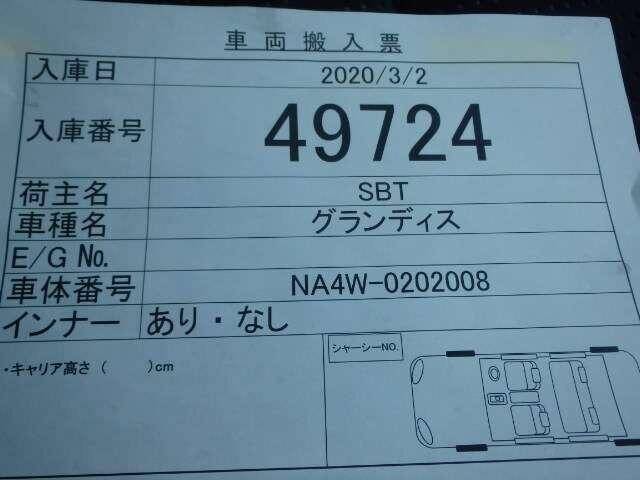 車両搬入票
入庫日 2020/3/2
入庫番号 49724
荷主名 SBT
車種名 グランディス
E/G No.
車体番号 NA4W-0202008
インナー あり・なし
・キャリア高さ ( )cm
シャーシーNO.